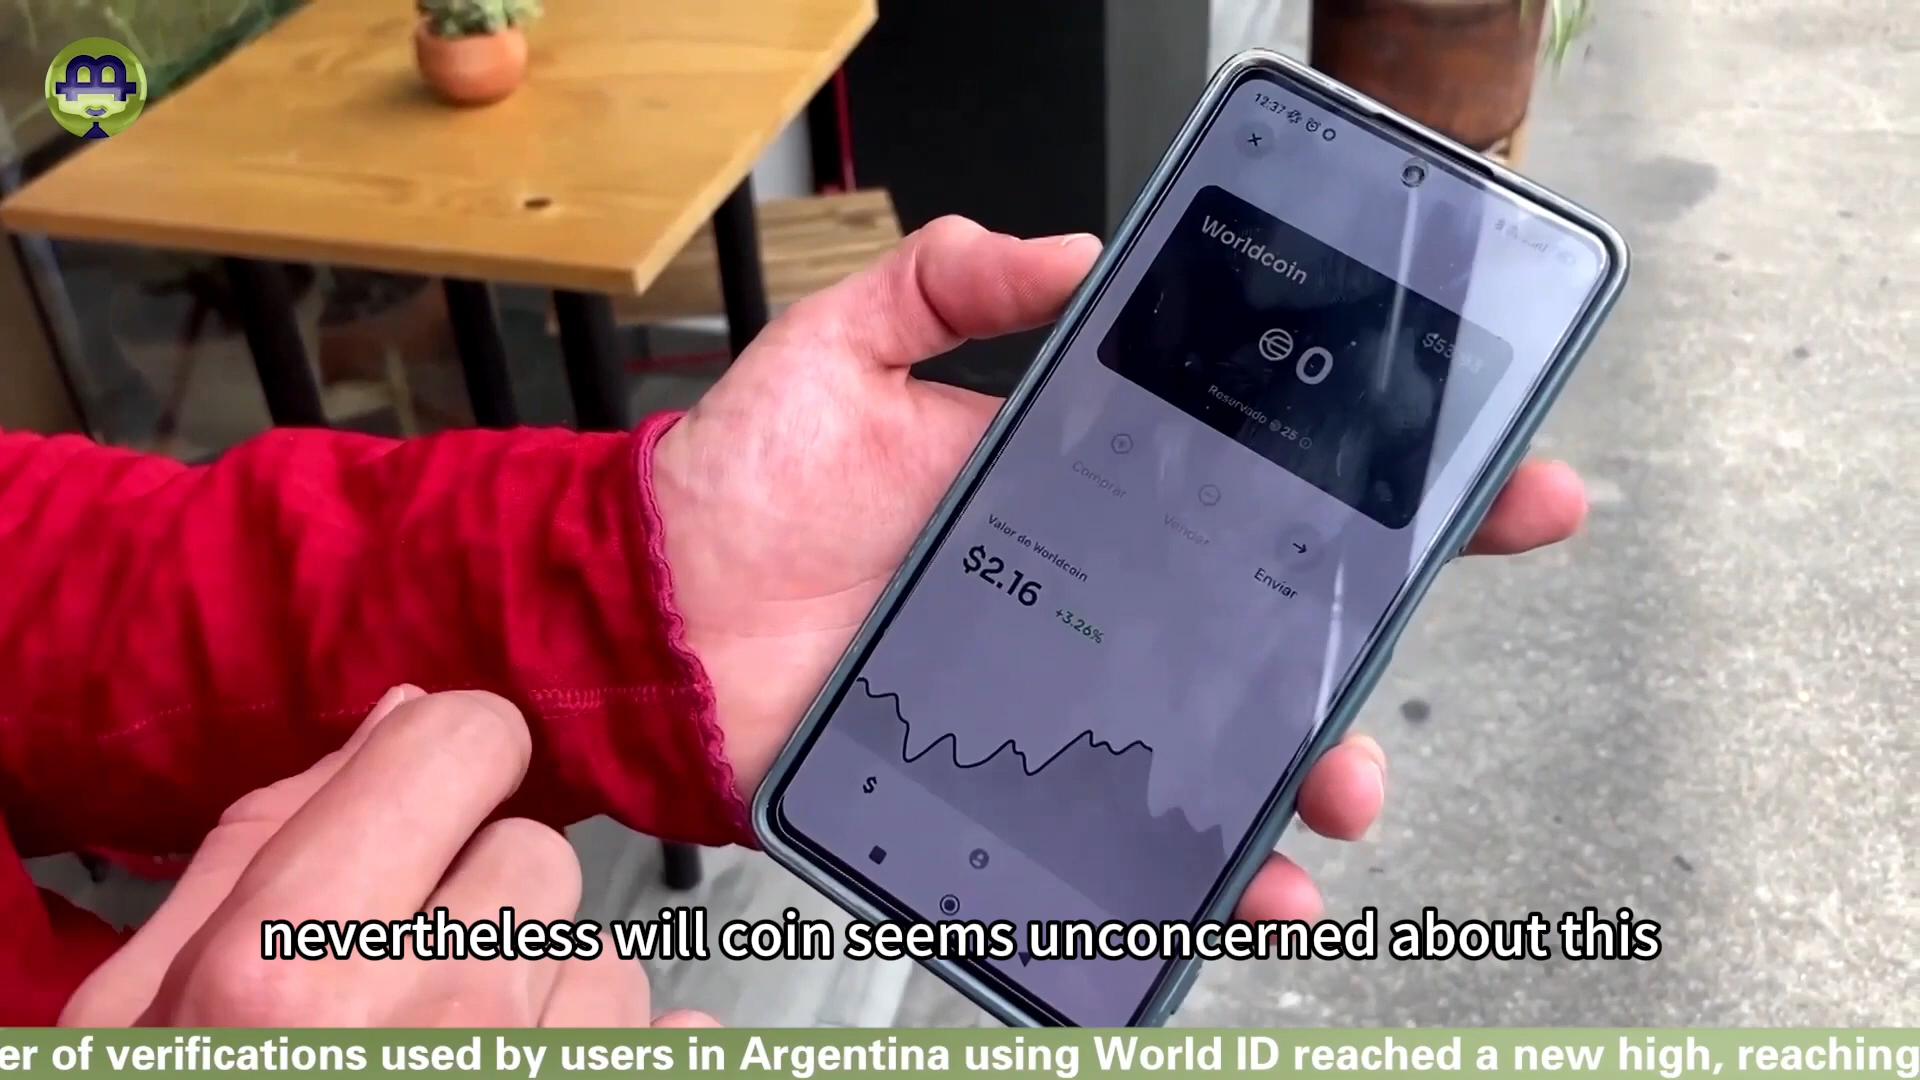 12:37
Worldcoin
0
Reservado 25
Comprar
Vender
Enviar
Valor de Worldcoin
$2.16 +3.26%
$
nevertheless will coin seems unconcerned about this
er of verifications used by users in Argentina using World ID reached a new high, reaching